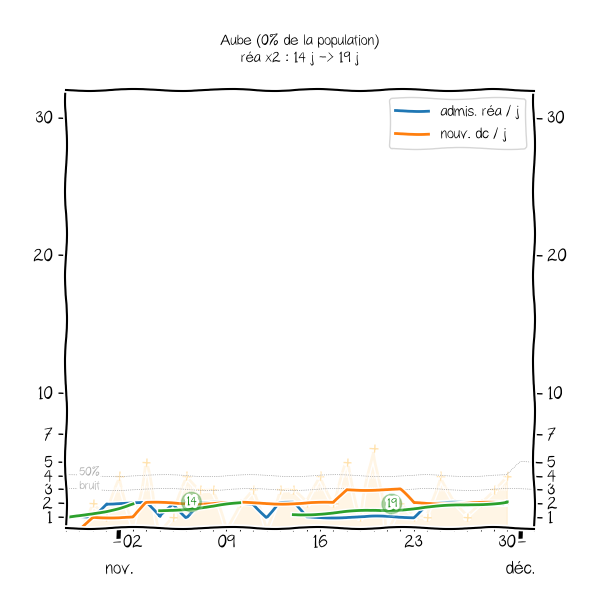 Aube (0% de la population)
réa x2 : 14 j -> 19 j
admis. réa / j
nouv. dc / j
30 30
20 20
10 10
7 7
5 5
50%
4 4
bruit
3 3
2 2
1 1
14
19
02 09 16 23 30
nov. déc.